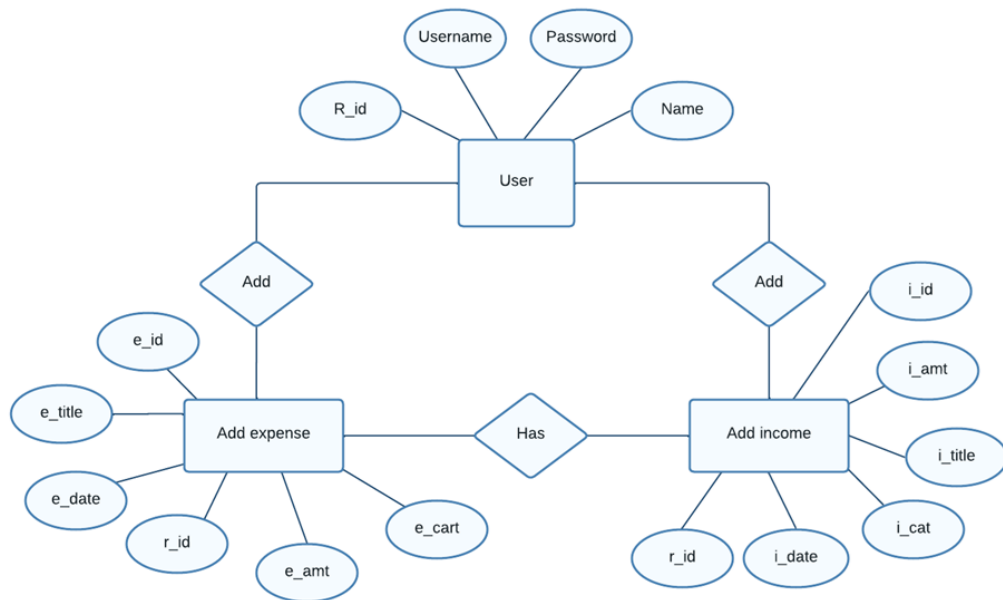 Username
Password
R_id
Name
User
Add
Add
i_id
e_id
i_amt
e_title
Add expense
Has
Add income
i_title
e_date
e_cart
i_cat
r_id
r_id
i_date
e_amt